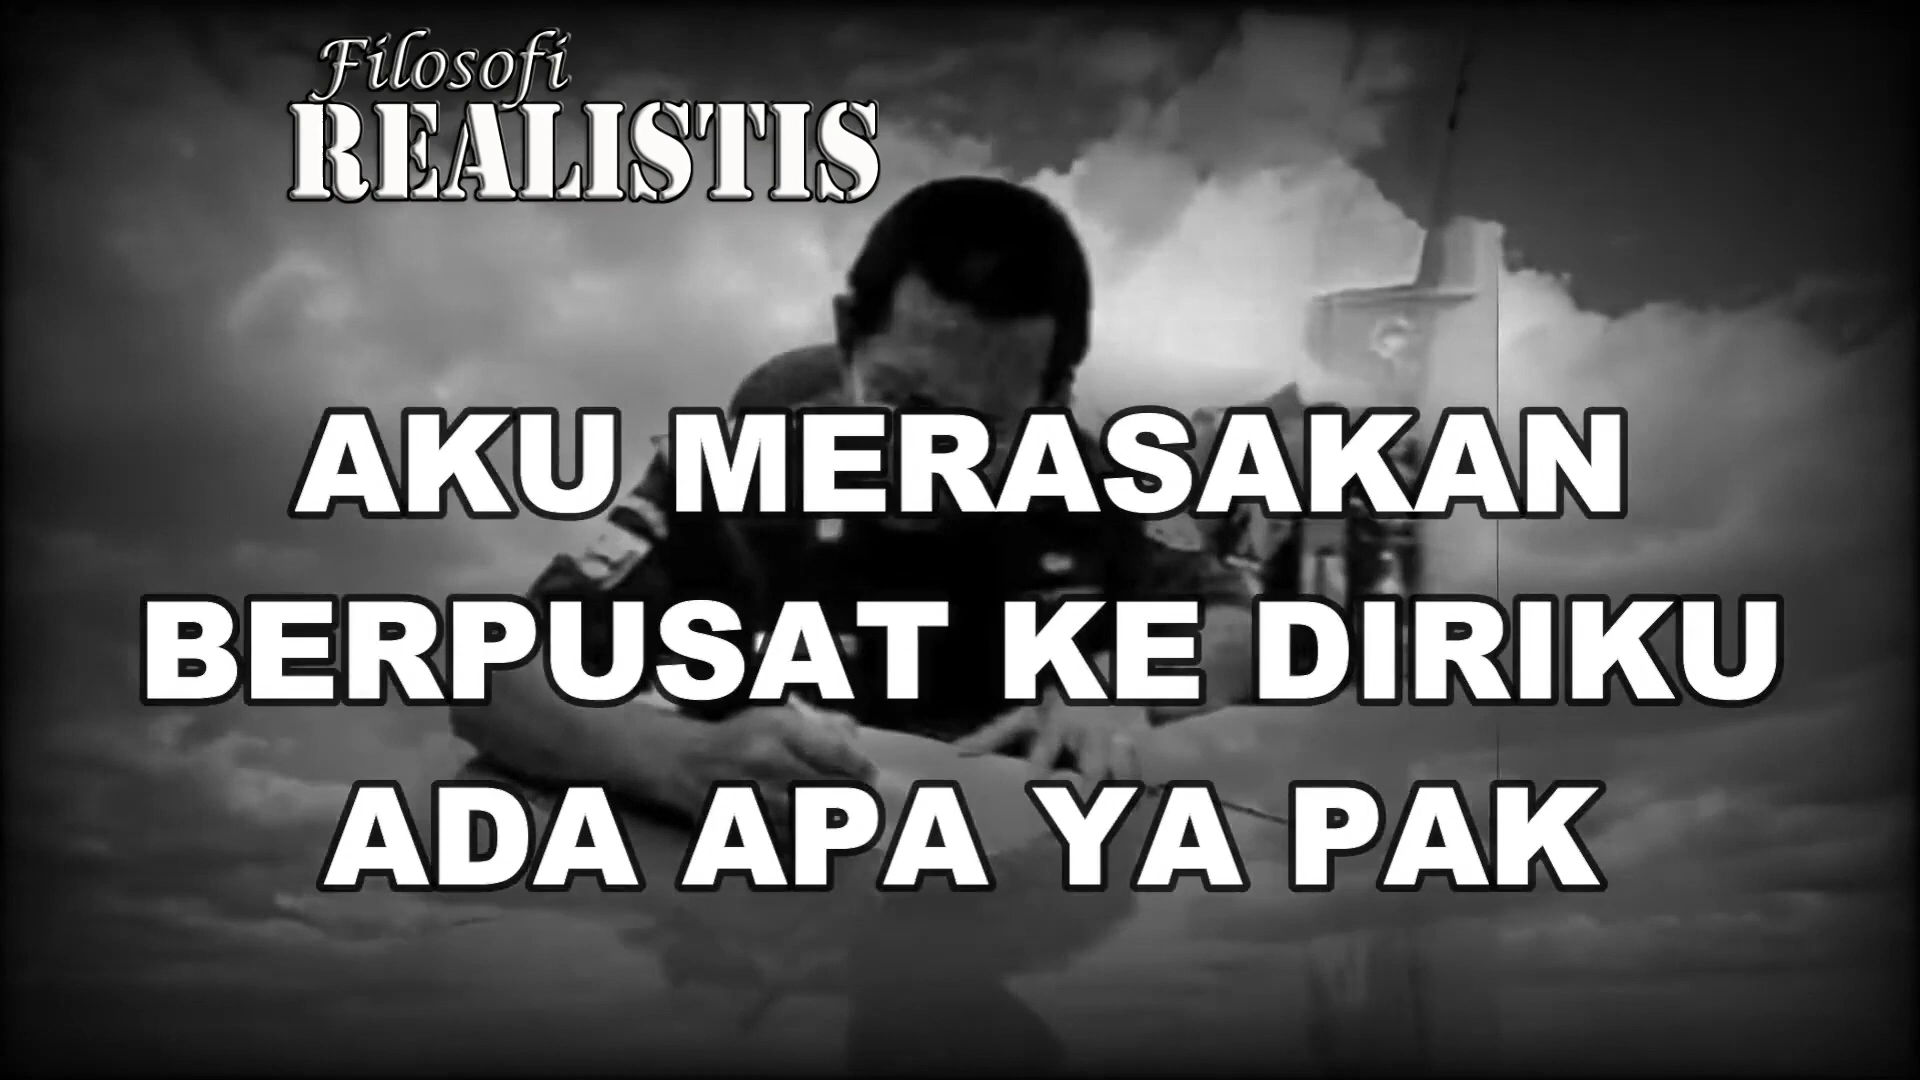 Filosofi
REALISTIS
AKU MERASAKAN
BERPUSAT KE DIRIKU
ADA APA YA PAK